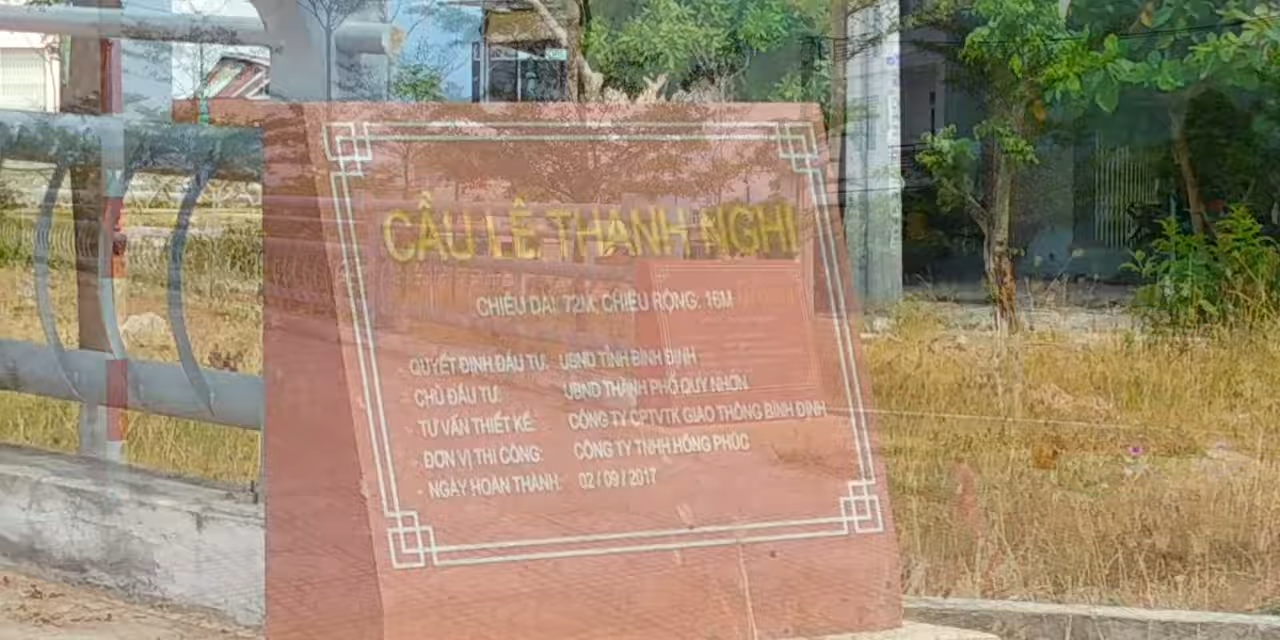 CẦU LÊ THANH NGHỊ
CHIỀU DÀI 72M, CHIỀU RỘNG: 16M
- QUYẾT ĐỊNH ĐẦU TƯ: UBND TỈNH BÌNH ĐỊNH
- CHỦ ĐẦU TƯ: UBND THÀNH PHỐ QUY NHƠN
- TƯ VẤN THIẾT KẾ: CÔNG TY CPTVTK GIAO THÔNG BÌNH ĐỊNH
- ĐƠN VỊ THI CÔNG: CÔNG TY TNHH HỒNG PHÚC
- NGÀY HOÀN THÀNH: 02 / 09 / 2017